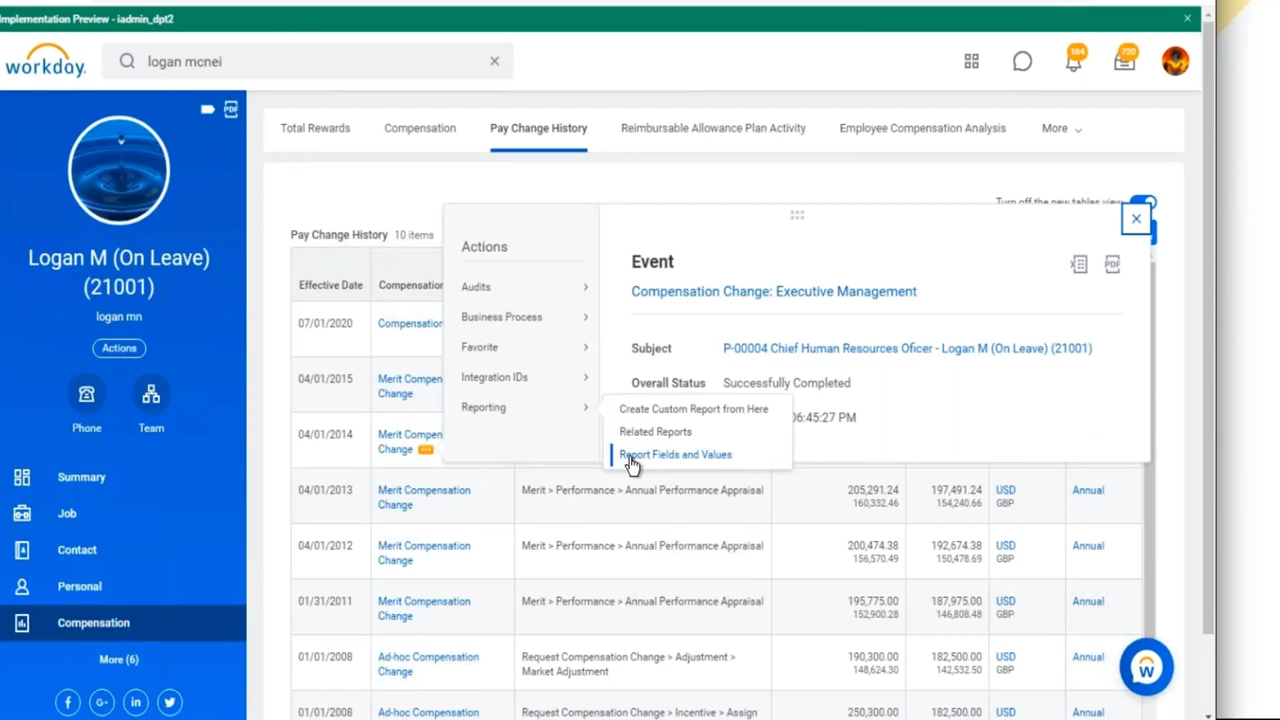 Implementation Preview - iadmin_dpt2
workday.
logan mcnei
184
720
PDF
Logan M (On Leave)
(21001)
logan mn
Actions
Phone
Team
Summary
Job
Contact
Personal
Compensation
More (6)
Total Rewards
Compensation
Pay Change History
Reimbursable Allowance Plan Activity
Employee Compensation Analysis
More
Turn off the new tables view
Pay Change History 10 items
Effective Date
Compensation
07/01/2020
Compensation
04/01/2015
Merit Compen
Change
04/01/2014
Merit Compen
Change
Actions
Audits
Business Process
Favorite
Integration IDs
Reporting
Event
PDF
Compensation Change: Executive Management
Subject
P-00004 Chief Human Resources Oficer - Logan M (On Leave) (21001)
Overall Status
Successfully Completed
06:45:27 PM
Create Custom Report from Here
Related Reports
Report Fields and Values
04/01/2013
Merit Compensation
Change
Merit > Performance > Annual Performance Appraisal
205,291.24
160,332.46
197,491.24
154,240.66
USD
GBP
Annual
04/01/2012
Merit Compensation
Change
Merit > Performance > Annual Performance Appraisal
200,474.38
156,570.49
192,674.38
150,478.69
USD
GBP
Annual
01/31/2011
Merit Compensation
Change
Merit > Performance > Annual Performance Appraisal
195,775.00
152,900.28
187,975.00
146,808.48
USD
GBP
Annual
01/01/2008
Ad-hoc Compensation
Change
Request Compensation Change > Adjustment >
Market Adjustment
190,300.00
148,624.30
182,500.00
142,532.50
USD
GBP
Annual
01/01/2008
Ad-hoc Compensation
Request Compensation Change > Incentive > Assign
250,300.00
182,500.00
USD
Annual